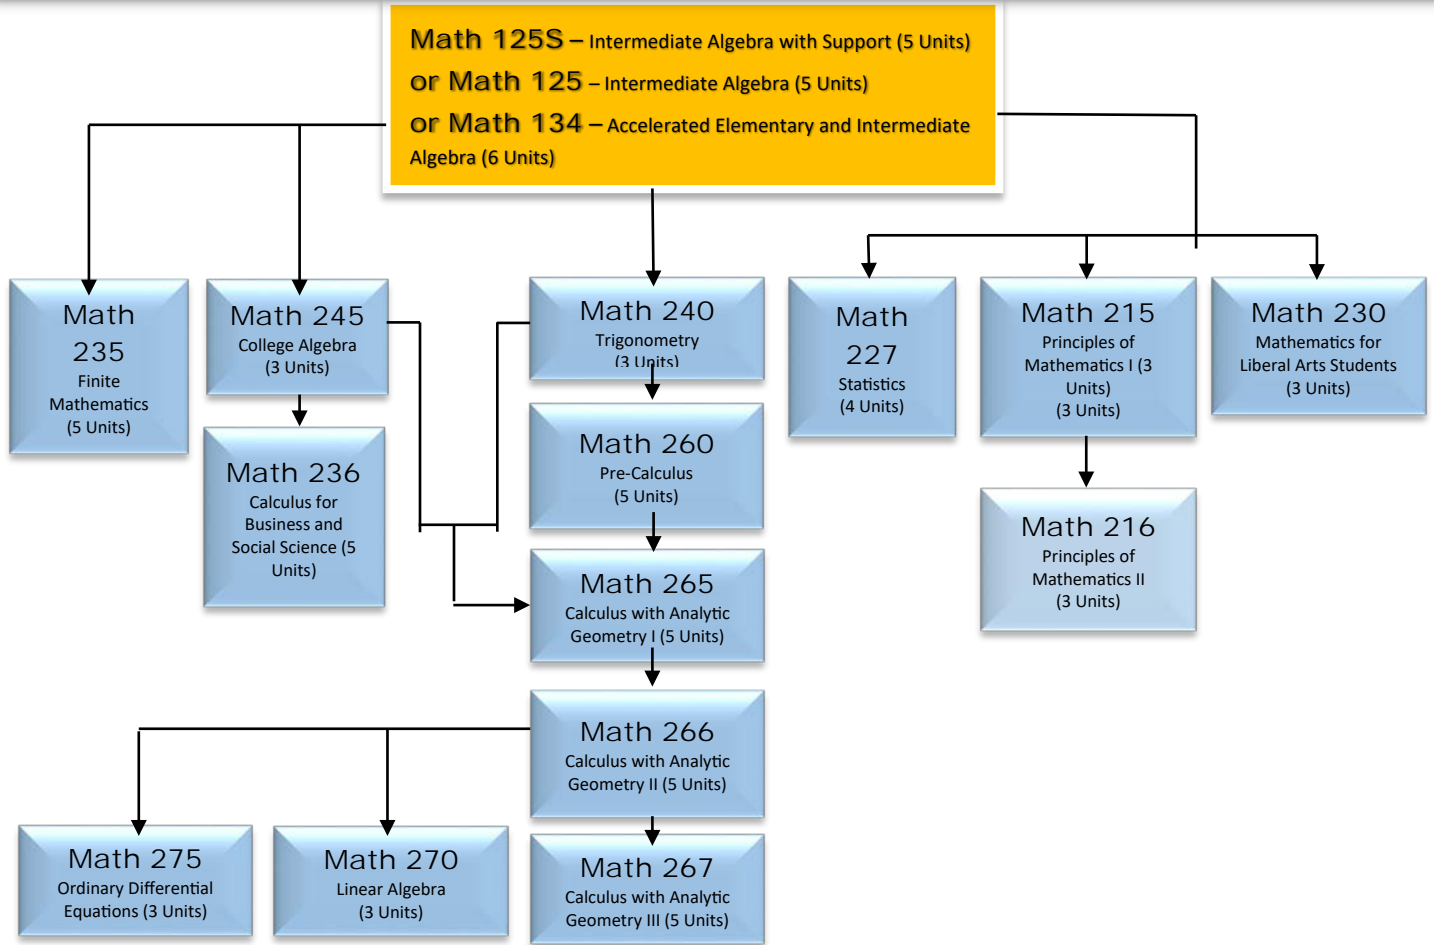 Math 125S – Intermediate Algebra with Support (5 Units)
or Math 125 – Intermediate Algebra (5 Units)
or Math 134 – Accelerated Elementary and Intermediate
Algebra (6 Units)
Math
235
Finite
Mathematics
(5 Units)
Math 245
College Algebra
(3 Units)
Math 240
Trigonometry
(3 Units)
Math
227
Statistics
(4 Units)
Math 215
Principles of
Mathematics I (3
Units)
(3 Units)
Math 230
Mathematics for
Liberal Arts Students
(3 Units)
Math 236
Calculus for
Business and
Social Science (5
Units)
Math 260
Pre-Calculus
(5 Units)
Math 216
Principles of
Mathematics II
(3 Units)
Math 265
Calculus with Analytic
Geometry I (5 Units)
Math 266
Calculus with Analytic
Geometry II (5 Units)
Math 275
Ordinary Differential
Equations (3 Units)
Math 270
Linear Algebra
(3 Units)
Math 267
Calculus with Analytic
Geometry III (5 Units)